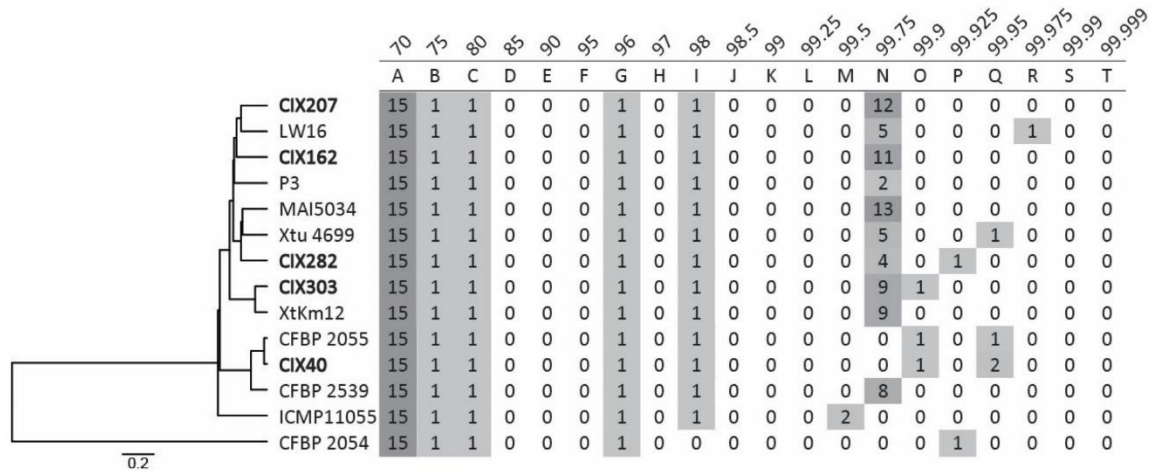 70 75 80 85 90 95 96 97 98 98.5 99 99.25 99.5 99.75 99.9 99.925 99.95 99.975 99.99 99.999
A B C D E F G H I J K L M N O P Q R S T
CIX207 15 1 1 0 0 0 1 0 1 0 0 0 0 12 0 0 0 0 0 0
LW16 15 1 1 0 0 0 1 0 1 0 0 0 0 5 0 0 0 1 0 0
CIX162 15 1 1 0 0 0 1 0 1 0 0 0 0 11 0 0 0 0 0 0
P3 15 1 1 0 0 0 1 0 1 0 0 0 0 2 0 0 0 0 0 0
MAI5034 15 1 1 0 0 0 1 0 1 0 0 0 0 13 0 0 0 0 0 0
Xtu 4699 15 1 1 0 0 0 1 0 1 0 0 0 0 5 0 0 1 0 0 0
CIX282 15 1 1 0 0 0 1 0 1 0 0 0 0 4 0 1 0 0 0 0
CIX303 15 1 1 0 0 0 1 0 1 0 0 0 0 9 1 0 0 0 0 0
XtKm12 15 1 1 0 0 0 1 0 1 0 0 0 0 9 0 0 0 0 0 0
CFBP 2055 15 1 1 0 0 0 1 0 1 0 0 0 0 0 1 0 1 0 0 0
CIX40 15 1 1 0 0 0 1 0 1 0 0 0 0 0 1 0 2 0 0 0
CFBP 2539 15 1 1 0 0 0 1 0 1 0 0 0 0 8 0 0 0 0 0 0
ICMP11055 15 1 1 0 0 0 1 0 1 0 0 0 2 0 0 0 0 0 0 0
CFBP 2054 15 1 1 0 0 0 1 0 0 0 0 0 0 0 0 1 0 0 0 0
0.2